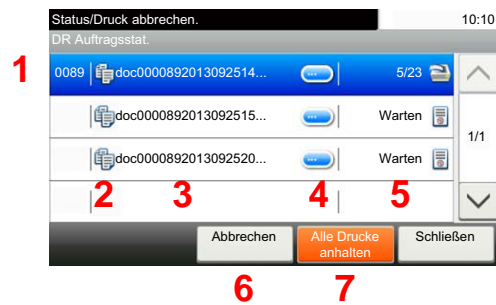 Status/Druck abbrechen. 10:10
DR Auftragsstat.
1
0089 doc0000892013092514... 5/23
doc0000892013092515... Warten
1/1
doc0000892013092520... Warten
2 3 4 5
Abbrechen Alle Drucke anhalten Schließen
6 7